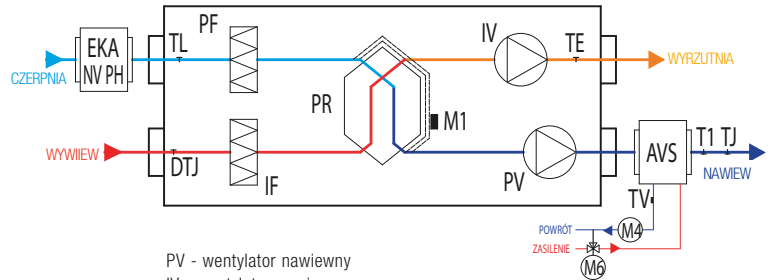 PF
IV
TE
EKA
NV PH
TL
CZERPNIA
WYRZUTNIA
PR
M1
WYWIIEW
DTJ
IF
PV
AVS
T1 TJ
NAWIEW
TV
POWRÓT
M4
ZASILENIE
M6
PV - wentylator nawiewny